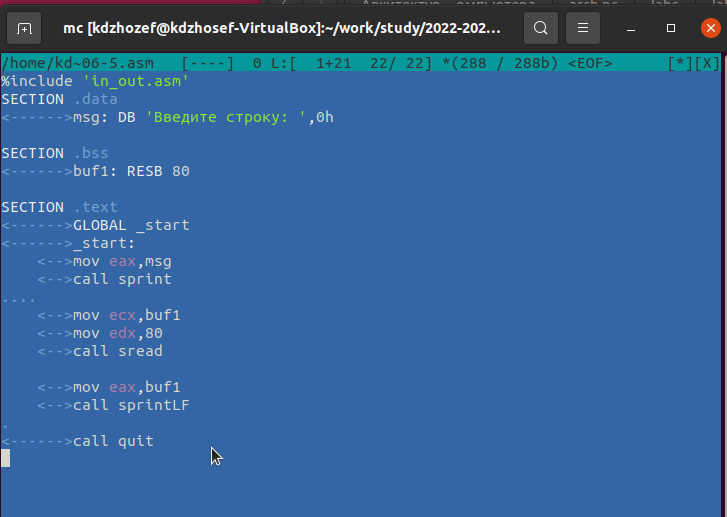 mc [kdzhozef@kdzhosef-VirtualBox]:~/work/study/2022-202...
/home/kd-06-5.asm [----] 0 L:[ 1+21 22/ 22] *(288 / 288b) <EOF> [*][X]
%include 'in_out.asm'
SECTION .data
<------>msg: DB 'Введите строку: ',0h
SECTION .bss
<------>buf1: RESB 80
SECTION .text
<------>GLOBAL _start
<------>_start:
<-->mov eax,msg
<-->call sprint
....
<-->mov ecx,buf1
<-->mov edx,80
<-->call sread
<-->mov eax,buf1
<-->call sprintLF
.
<------>call quit